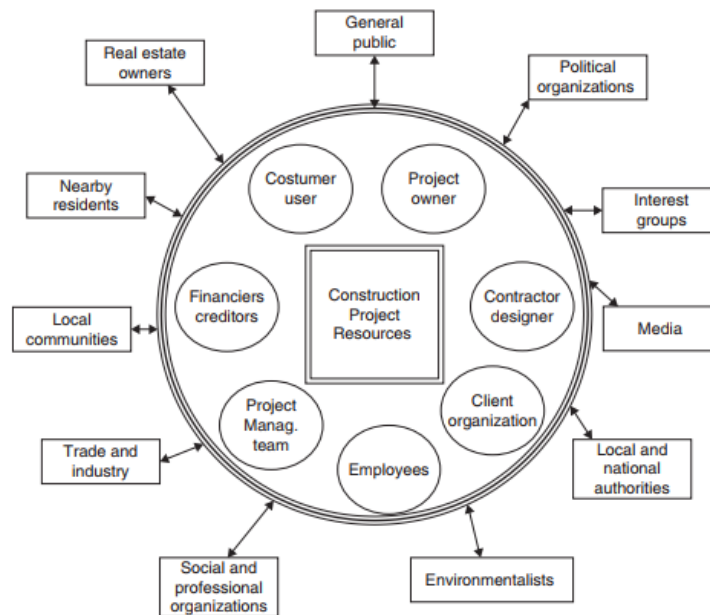 General
public
Real estate
owners
Political
organizations
Costumer
user
Project
owner
Nearby
residents
Interest
groups
Financiers
creditors
Construction
Project
Resources
Contractor
designer
Local
communities
Media
Project
Manag.
team
Client
organization
Trade and
industry
Employees
Local and
national
authorities
Social and
professional
organizations
Environmentalists